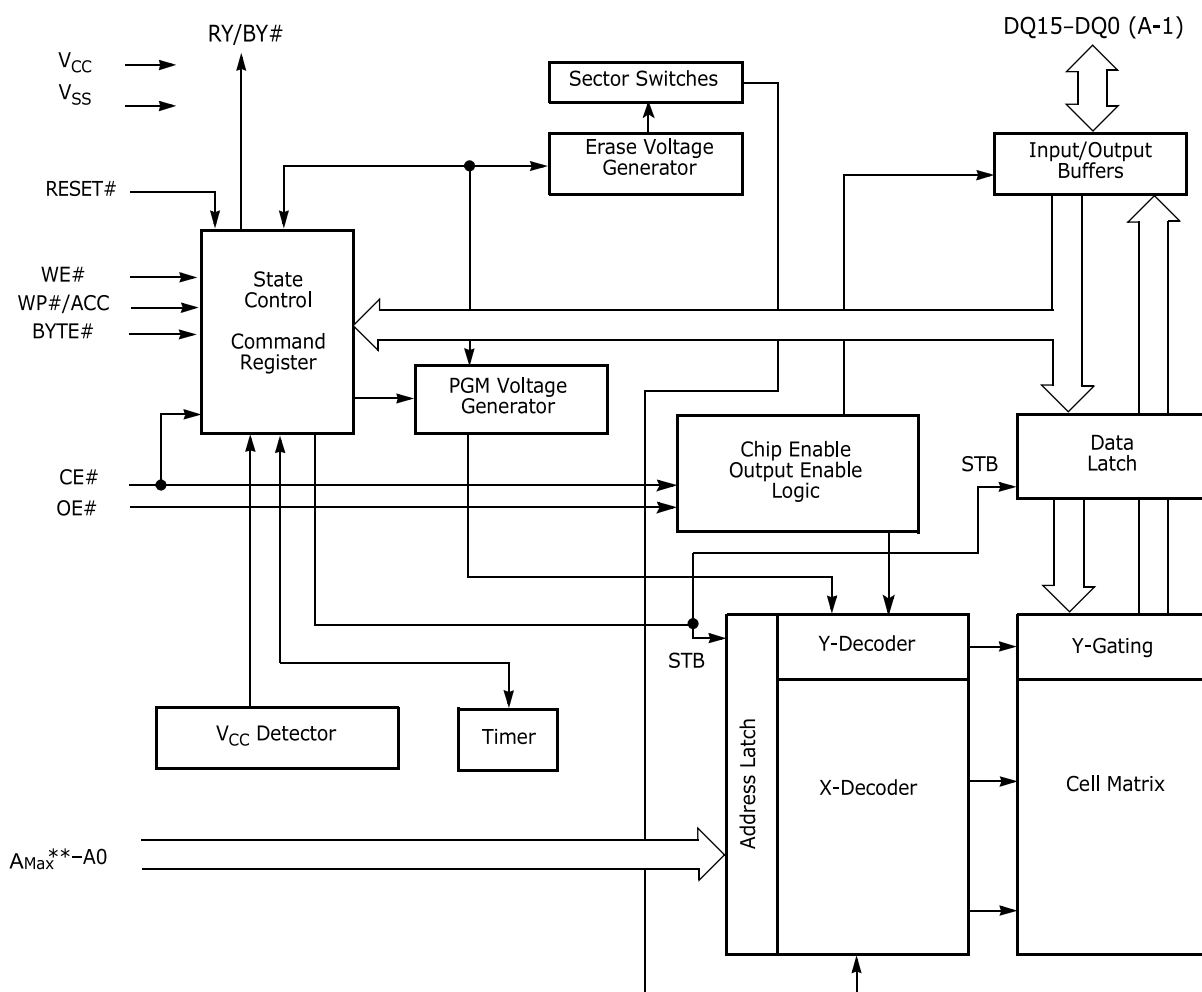 RY/BY#
DQ15–DQ0 (A-1)
VCC
VSS
Sector Switches
Erase Voltage
Generator
Input/Output
Buffers
RESET#
WE#
WP#/ACC
BYTE#
State
Control
Command
Register
PGM Voltage
Generator
Chip Enable
Output Enable
Logic
STB
Data
Latch
CE#
OE#
STB
Y-Decoder
Y-Gating
VCC Detector
Timer
Address Latch
X-Decoder
Cell Matrix
AMax**–A0